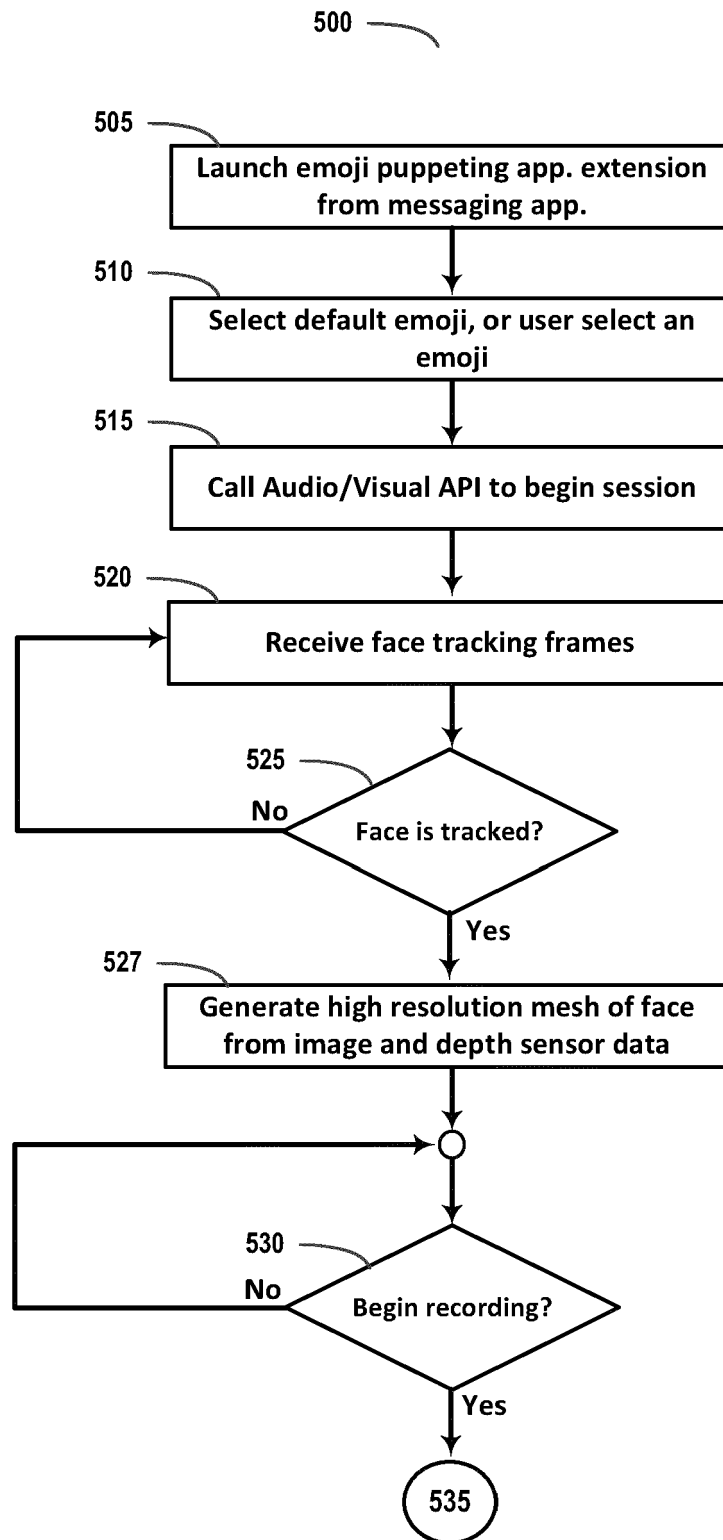 500
505
Launch emoji puppeting app. extension
from messaging app.
510
Select default emoji, or user select an
emoji
515
Call Audio/Visual API to begin session
520
Receive face tracking frames
525
No
Face is tracked?
Yes
527
Generate high resolution mesh of face
from image and depth sensor data
530
No
Begin recording?
Yes
535